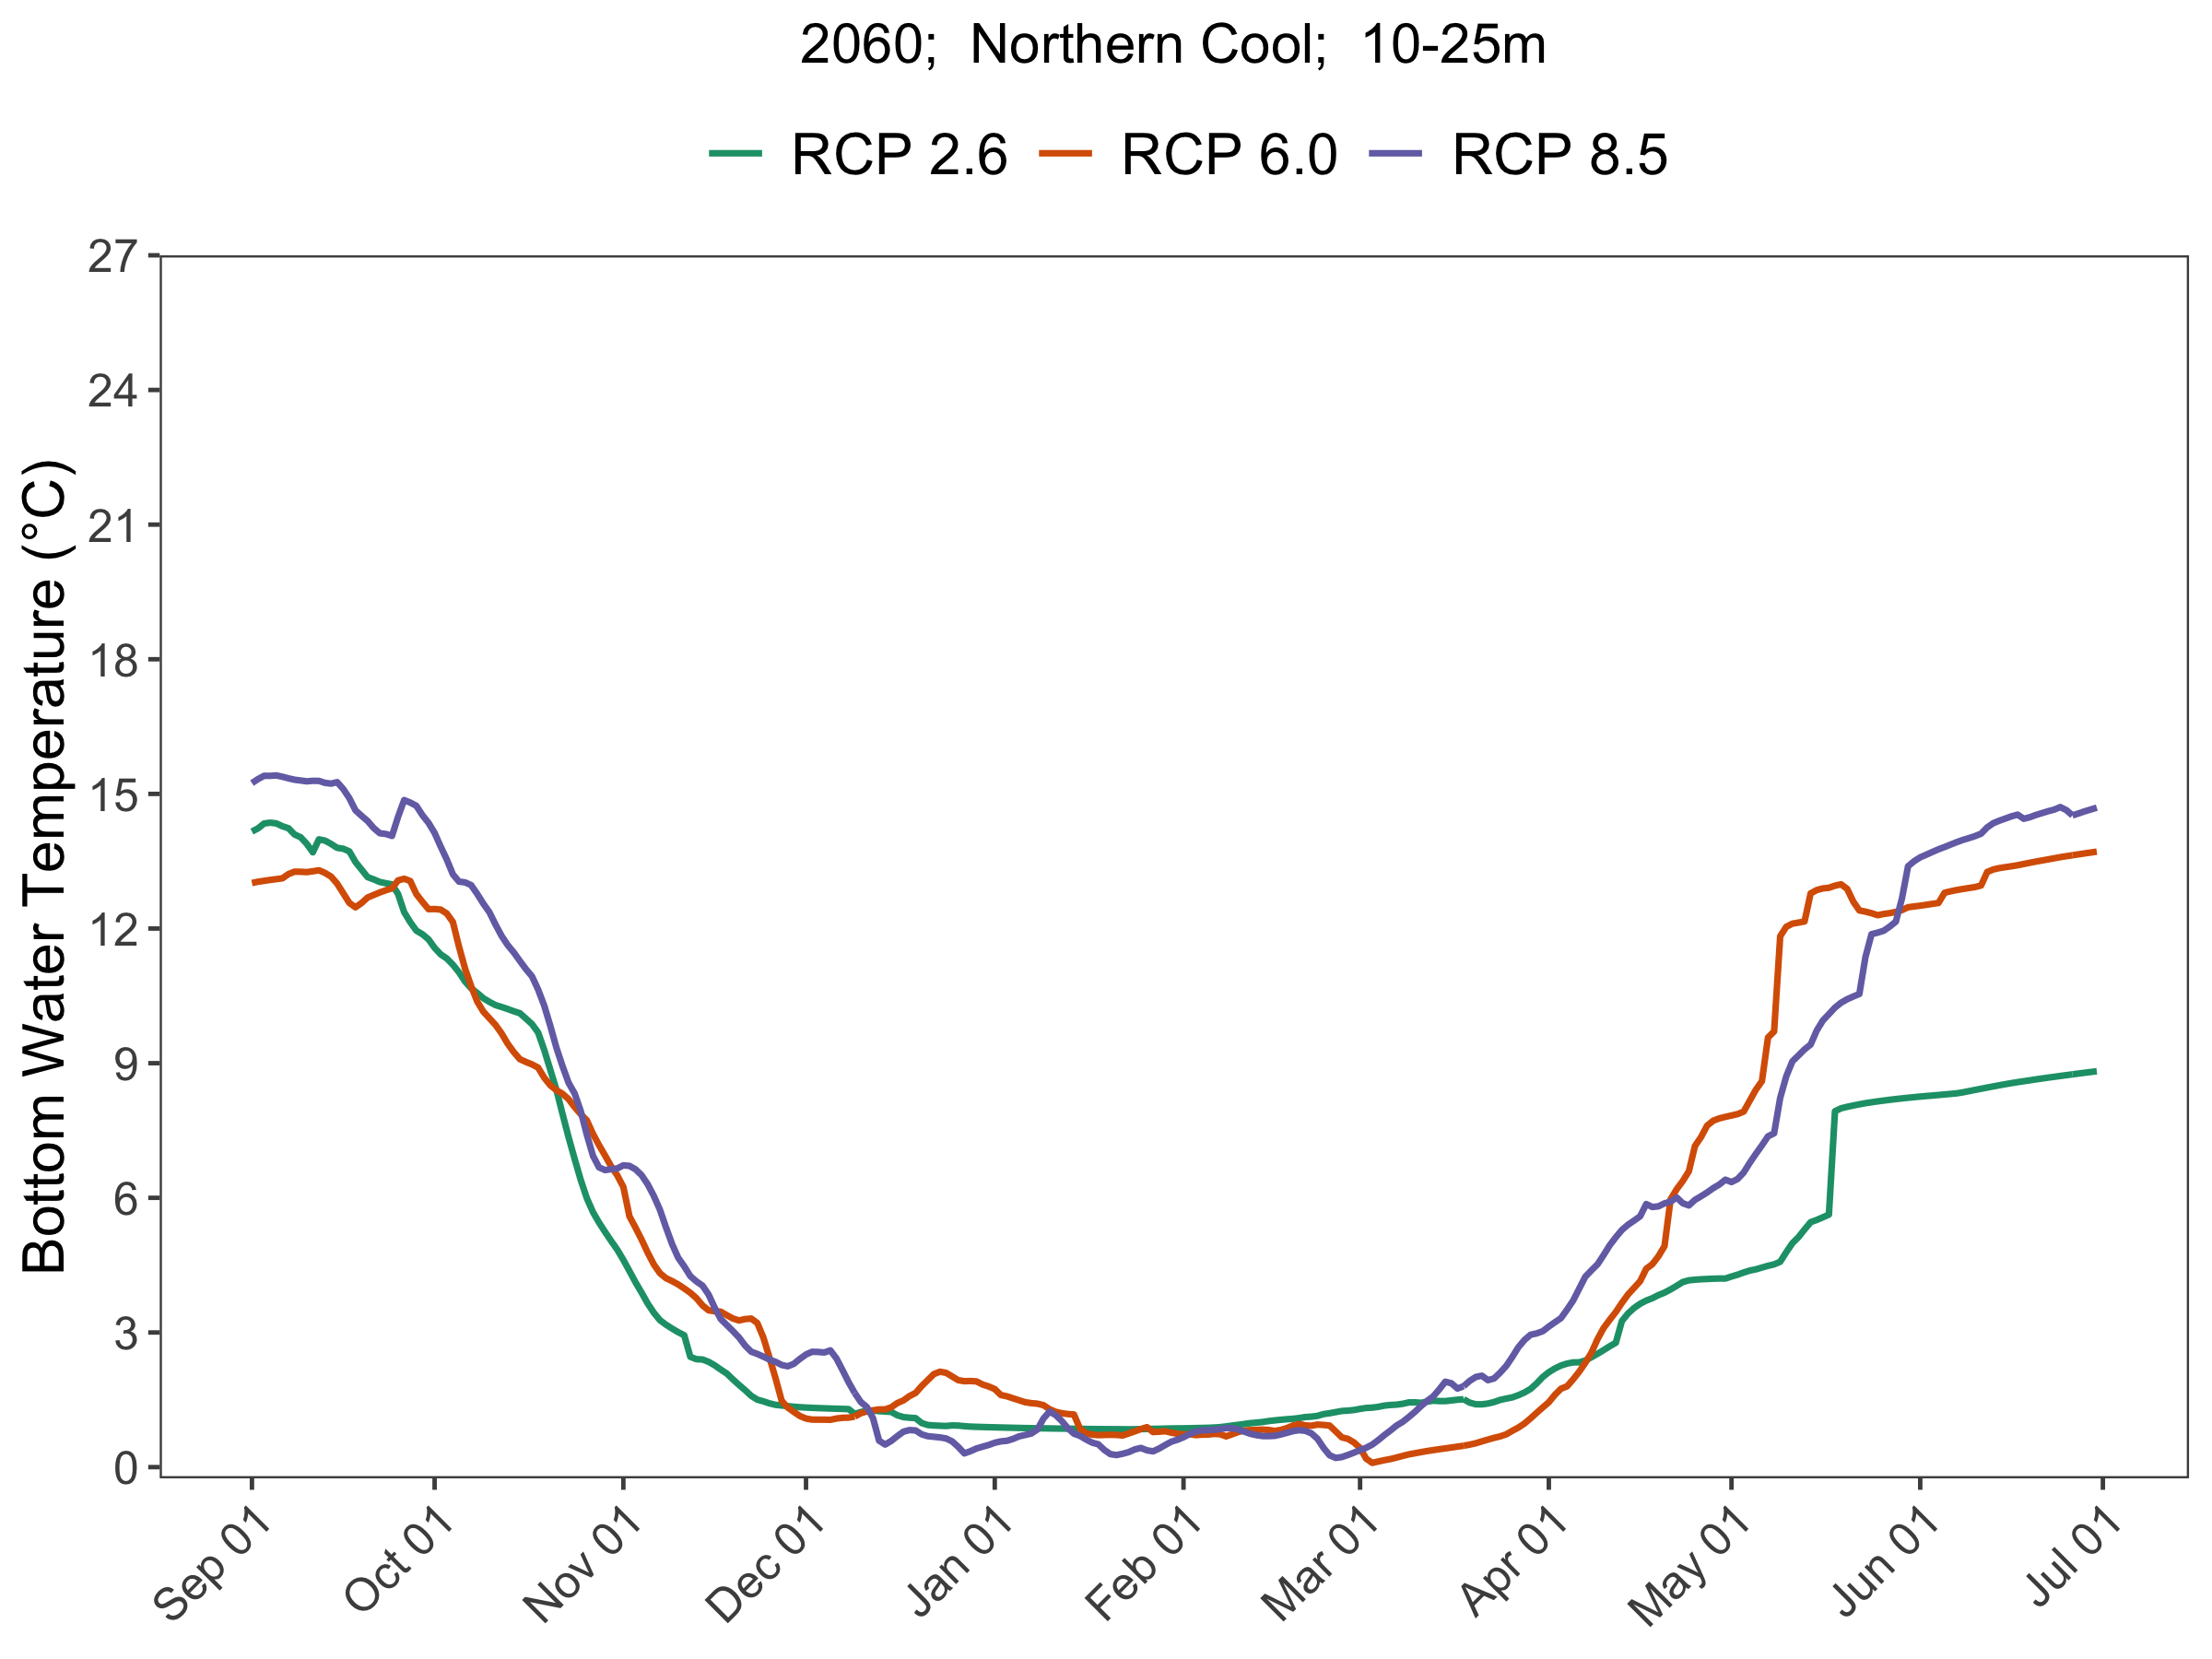 2060; Northern Cool; 10-25m
RCP 2.6 RCP 6.0 RCP 8.5
Bottom Water Temperature (°C)
27
24
21
18
15
12
9
6
3
0
Sep 01 Oct 01 Nov 01 Dec 01 Jan 01 Feb 01 Mar 01 Apr 01 May 01 Jun 01 Jul 01